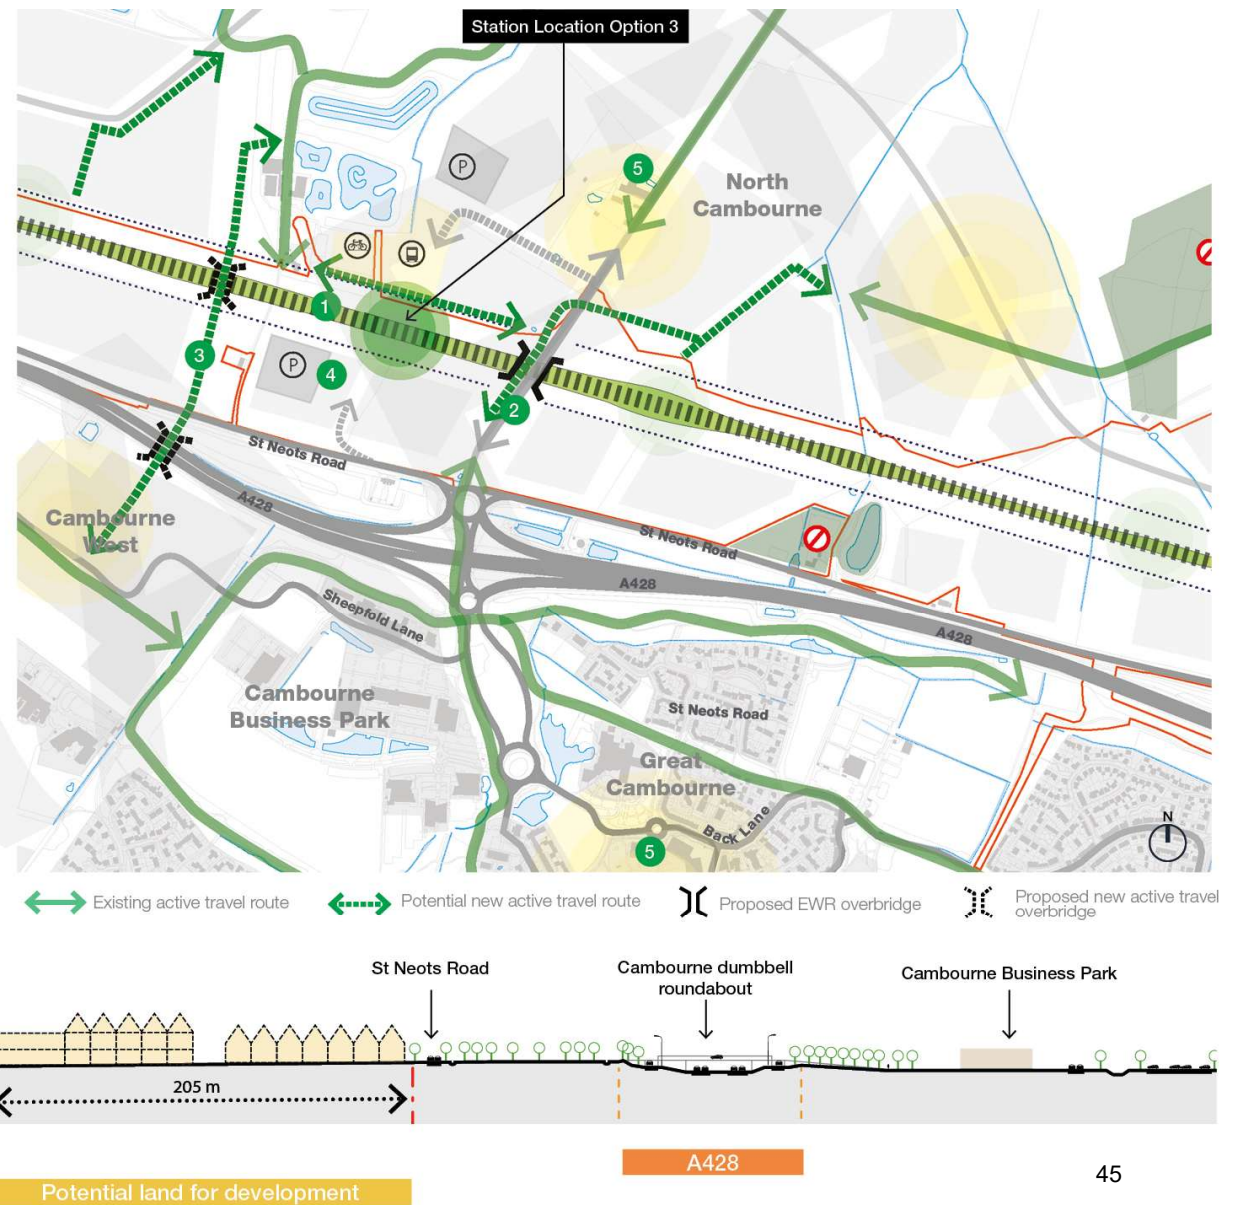 Station Location Option 3
P
5
North
Cambourne
1
3
P
4
2
St Neots Road
A428
Cambourne
West
St Neots Road
A428
Sheepfold Lane
A428
Cambourne
Business Park
St Neots Road
Great
Cambourne
Back Lane
5
N
Existing active travel route
Potential new active travel route
Proposed EWR overbridge
Proposed new active travel
overbridge
St Neots Road
Cambourne dumbbell
roundabout
Cambourne Business Park
205 m
A428
45
Potential land for development